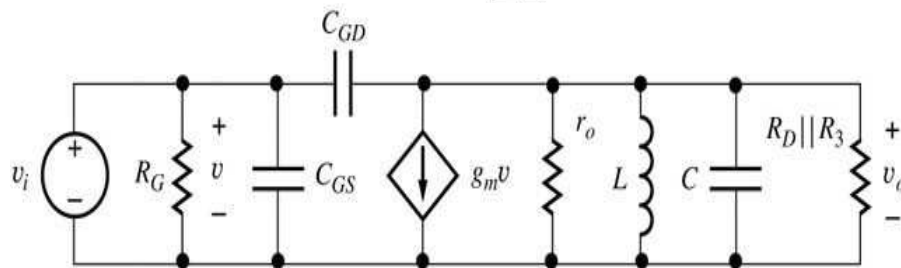 C_GD
v_i
+
−
R_G
+
v
−
C_GS
g_m v
r_o
L
C
R_D||R_3
+
v_o
−